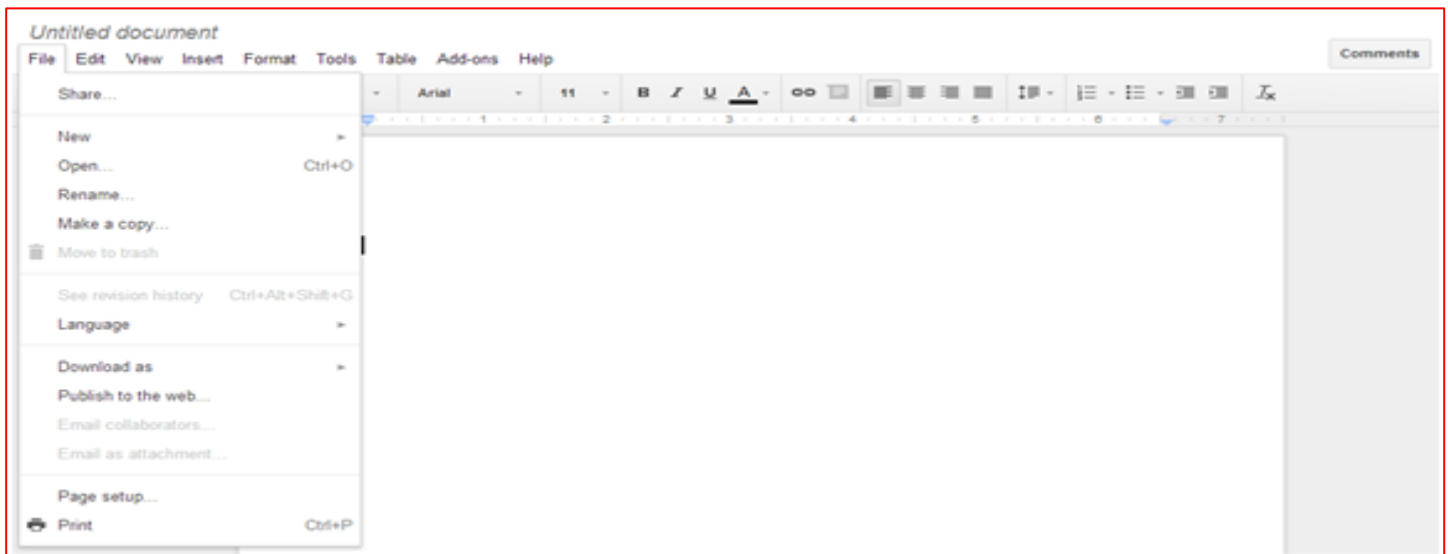 Untitled document
File Edit View Insert Format Tools Table Add-ons Help Comments
Share... Arial 11 B I U A
1 2 3 4 5 6 7
New
Open... Ctrl+O
Rename...
Make a copy...
Move to trash
See revision history Ctrl+Alt+Shift+G
Language
Download as
Publish to the web...
Email collaborators...
Email as attachment...
Page setup...
Print Ctrl+P